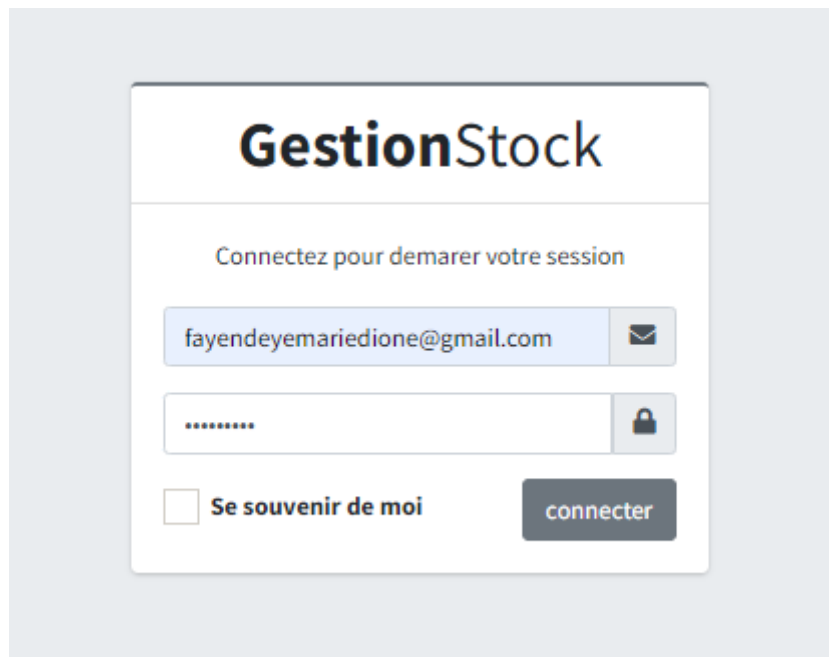 GestionStock
Connectez pour demarer votre session
fayendeyemariedione@gmail.com
•••••••••
Se souvenir de moi
connecter